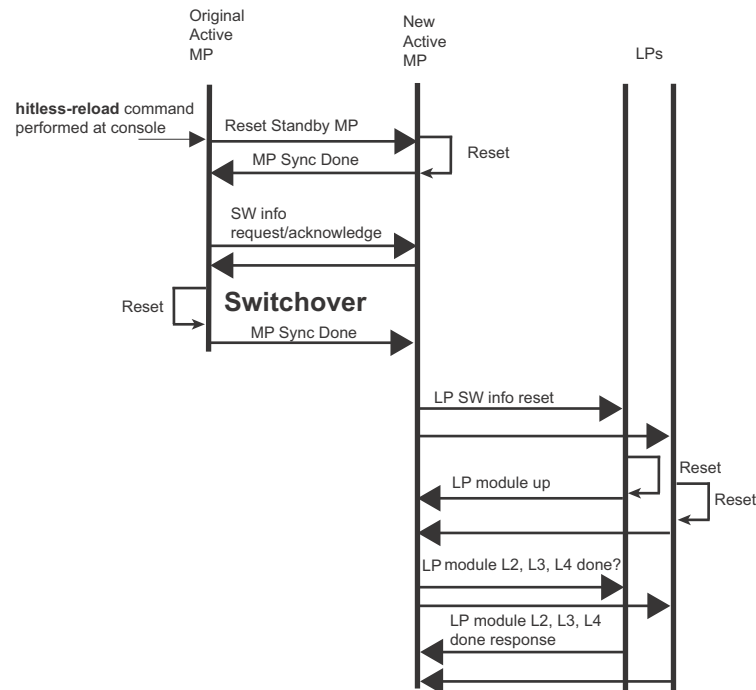 Original
Active
MP
New
Active
MP
LPs
hitless-reload command
performed at console
Reset Standby MP
Reset
MP Sync Done
SW info
request/acknowledge
Switchover
Reset
MP Sync Done
LP SW info reset
Reset
LP module up
Reset
LP module L2, L3, L4 done?
LP module L2, L3, L4
done response